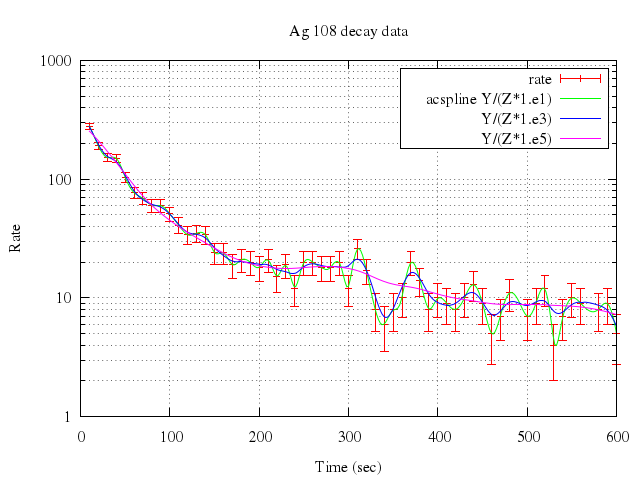 Ag 108 decay data
1000
100
10
1
Rate
rate
acspline Y/(Z*1.e1)
Y/(Z*1.e3)
Y/(Z*1.e5)
0 100 200 300 400 500 600
Time (sec)